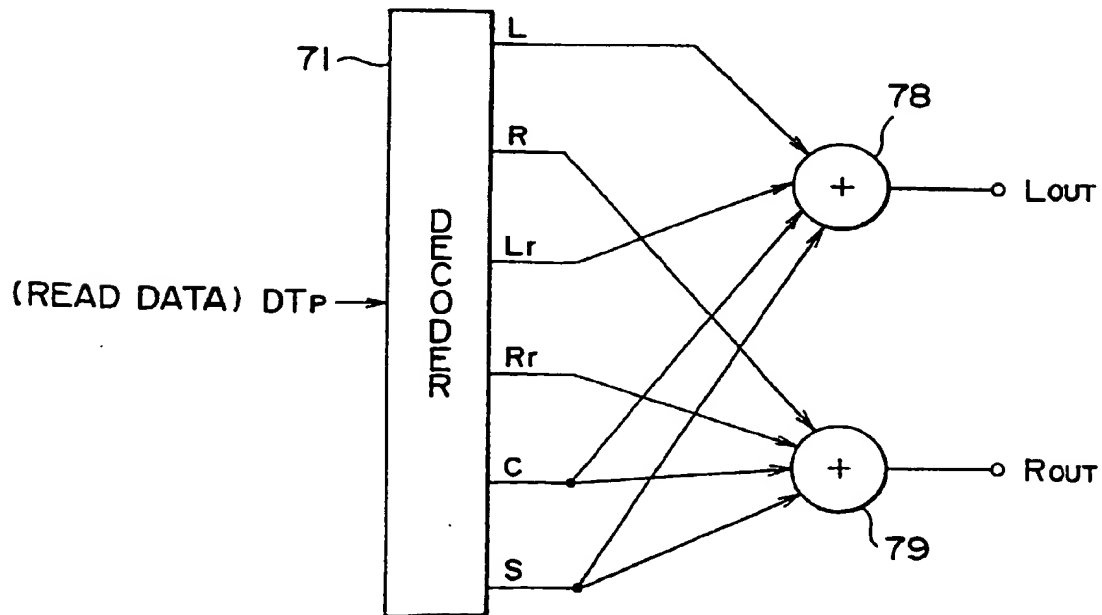 71
L
R
Lr
Rr
C
S
DECODER
(READ DATA) DTP
78
+
LOUT
+
ROUT
79